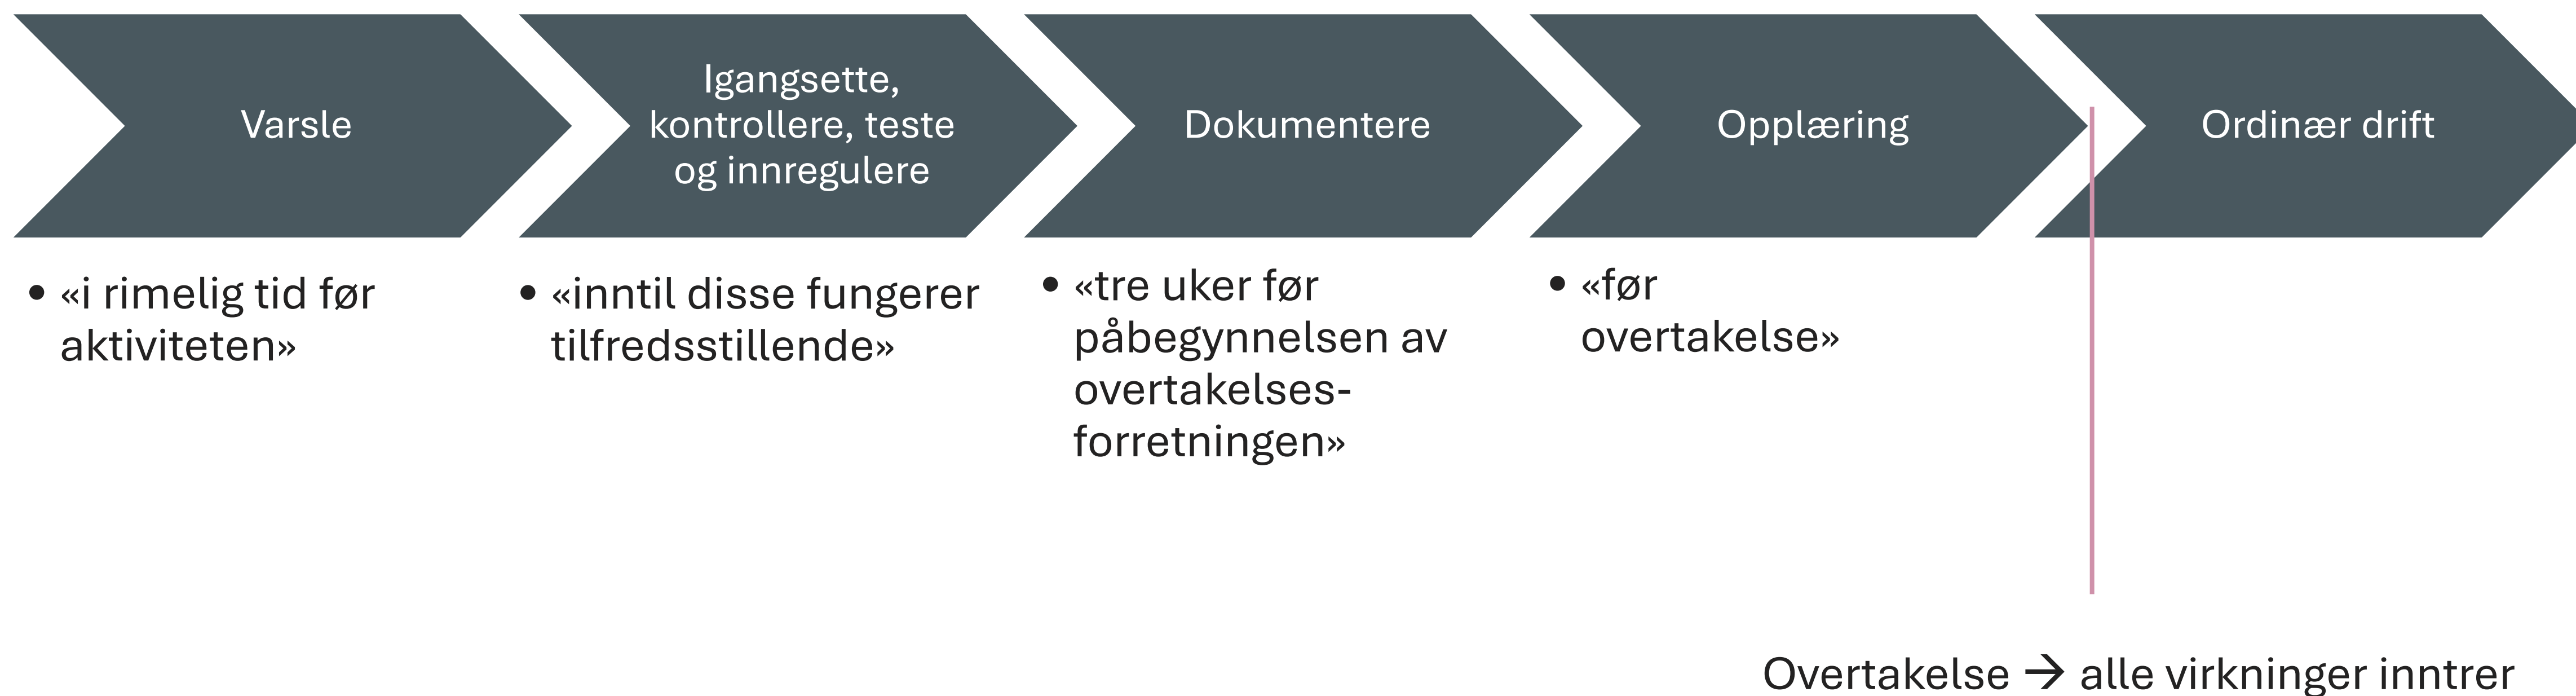 Varsle
Igangsette,
kontrollere, teste
og innregulere
Dokumentere
Opplæring
Ordinær drift
• «i rimelig tid før
aktiviteten»
• «inntil disse fungerer
tilfredsstillende»
• «tre uker før
påbegynnelsen av
overtakelses-
forretningen»
• «før
overtakelse»
Overtakelse → alle virkninger inntrer